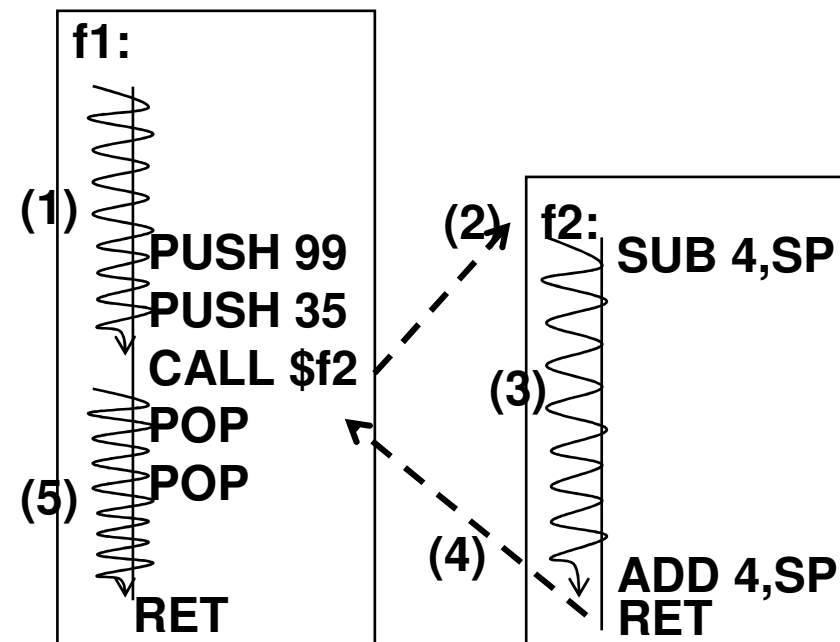 f1:
(1)
PUSH 99
PUSH 35
CALL $f2
POP
POP
(5)
RET
(2)
f2:
SUB 4,SP
(3)
(4)
ADD 4,SP
RET